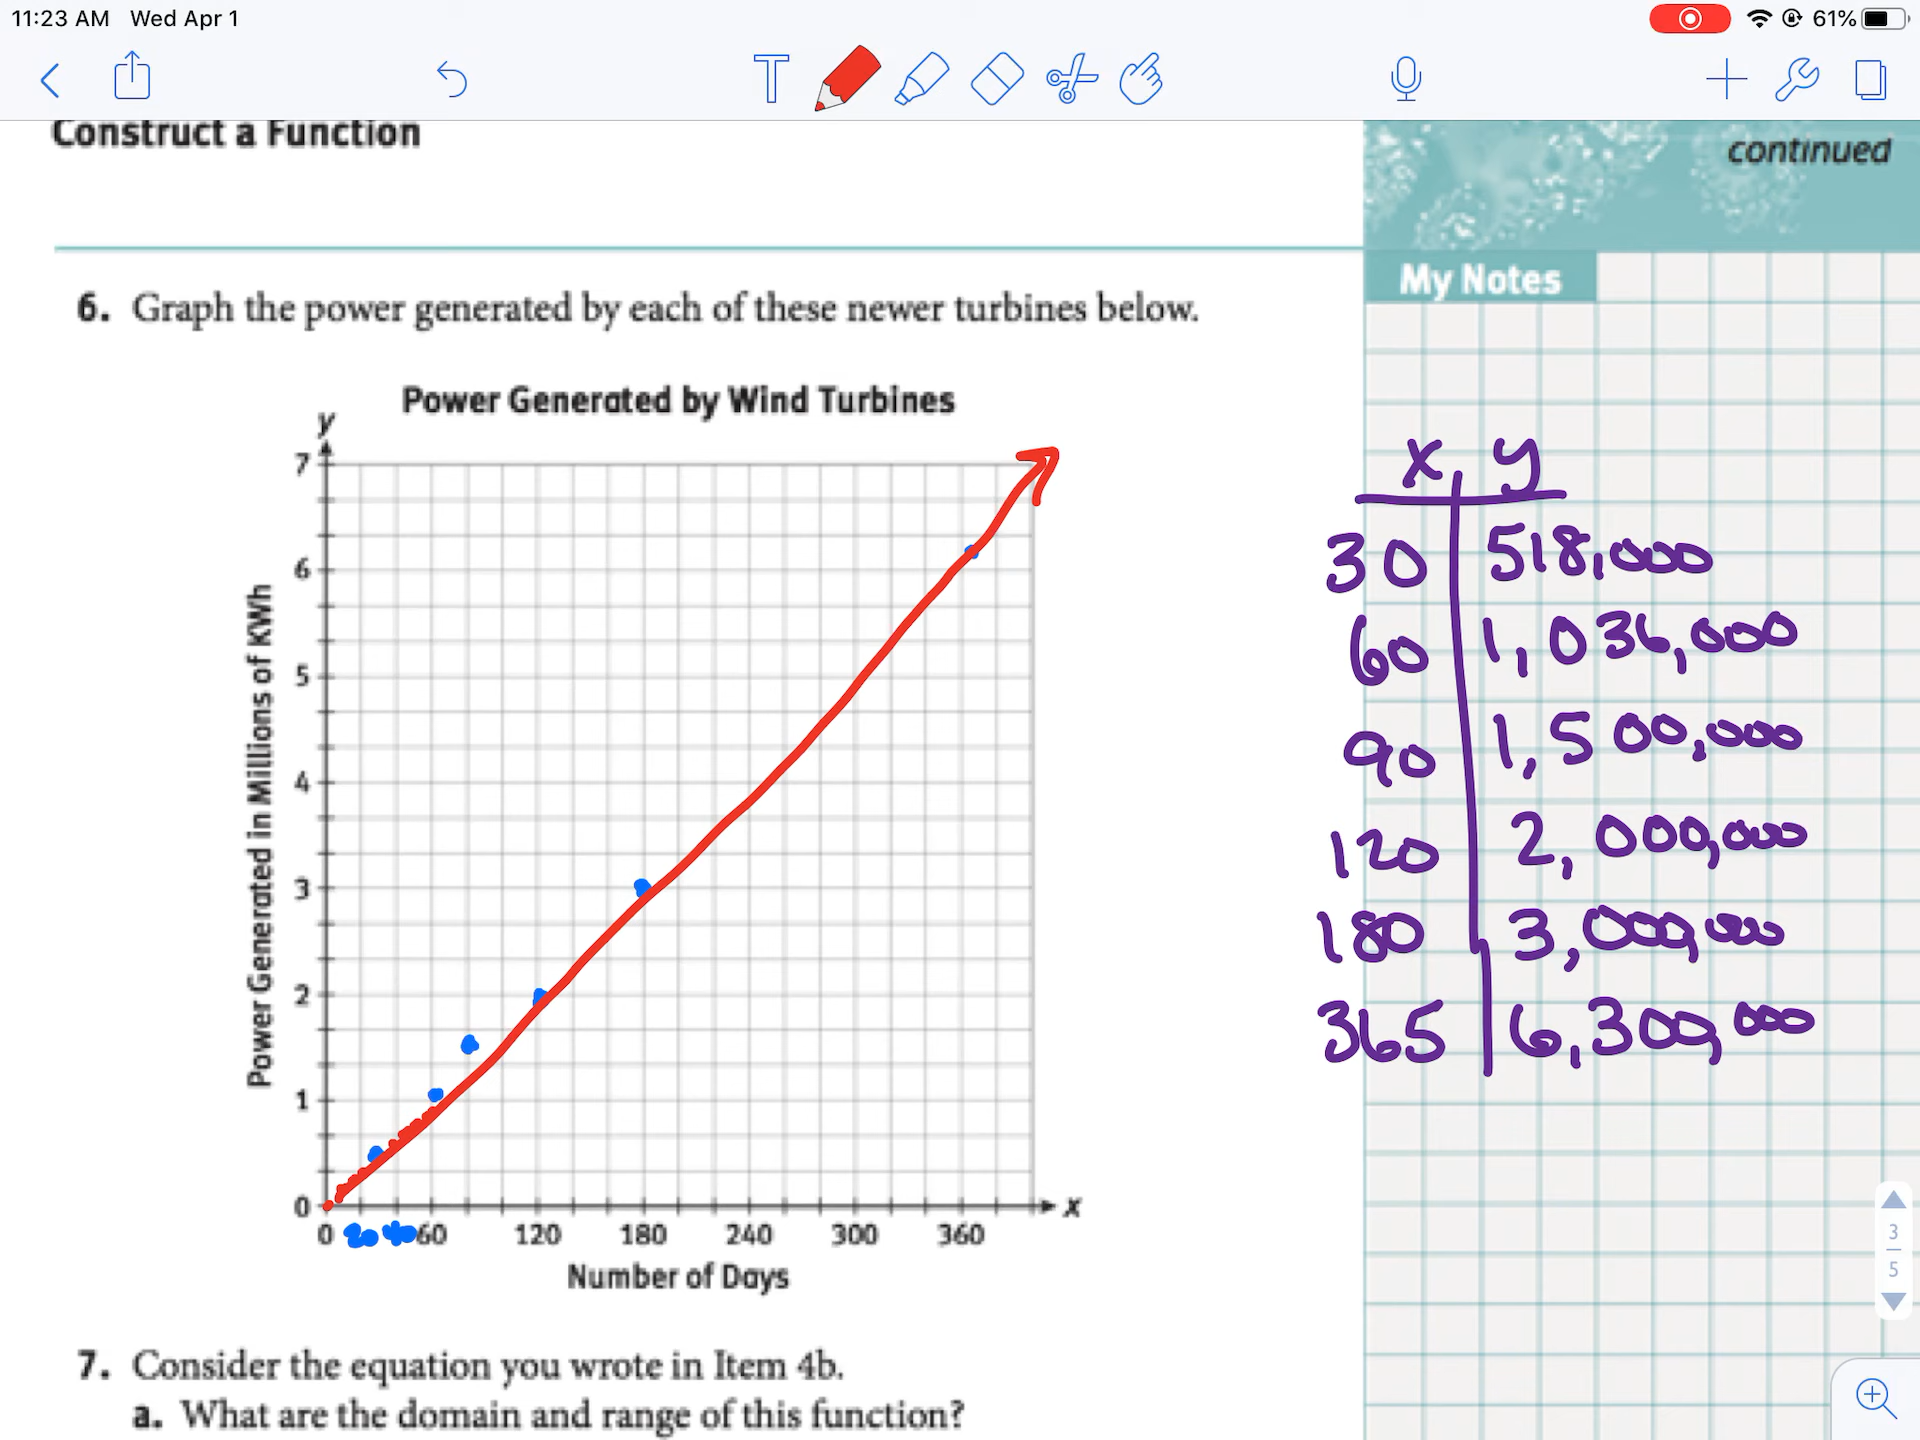 11:23 AM Wed Apr 1 61%
T
Construct a Function
continued
My Notes
6. Graph the power generated by each of these newer turbines below.
Power Generated by Wind Turbines
y
7
6
5
4
3
2
1
0
Power Generated in Millions of KWh
0 60 120 180 240 300 360
x
Number of Days
x y
30 518,000
60 1,036,000
90 1,500,000
120 2,000,000
180 3,000,000
365 6,300,000
3
5
7. Consider the equation you wrote in Item 4b.
a. What are the domain and range of this function?